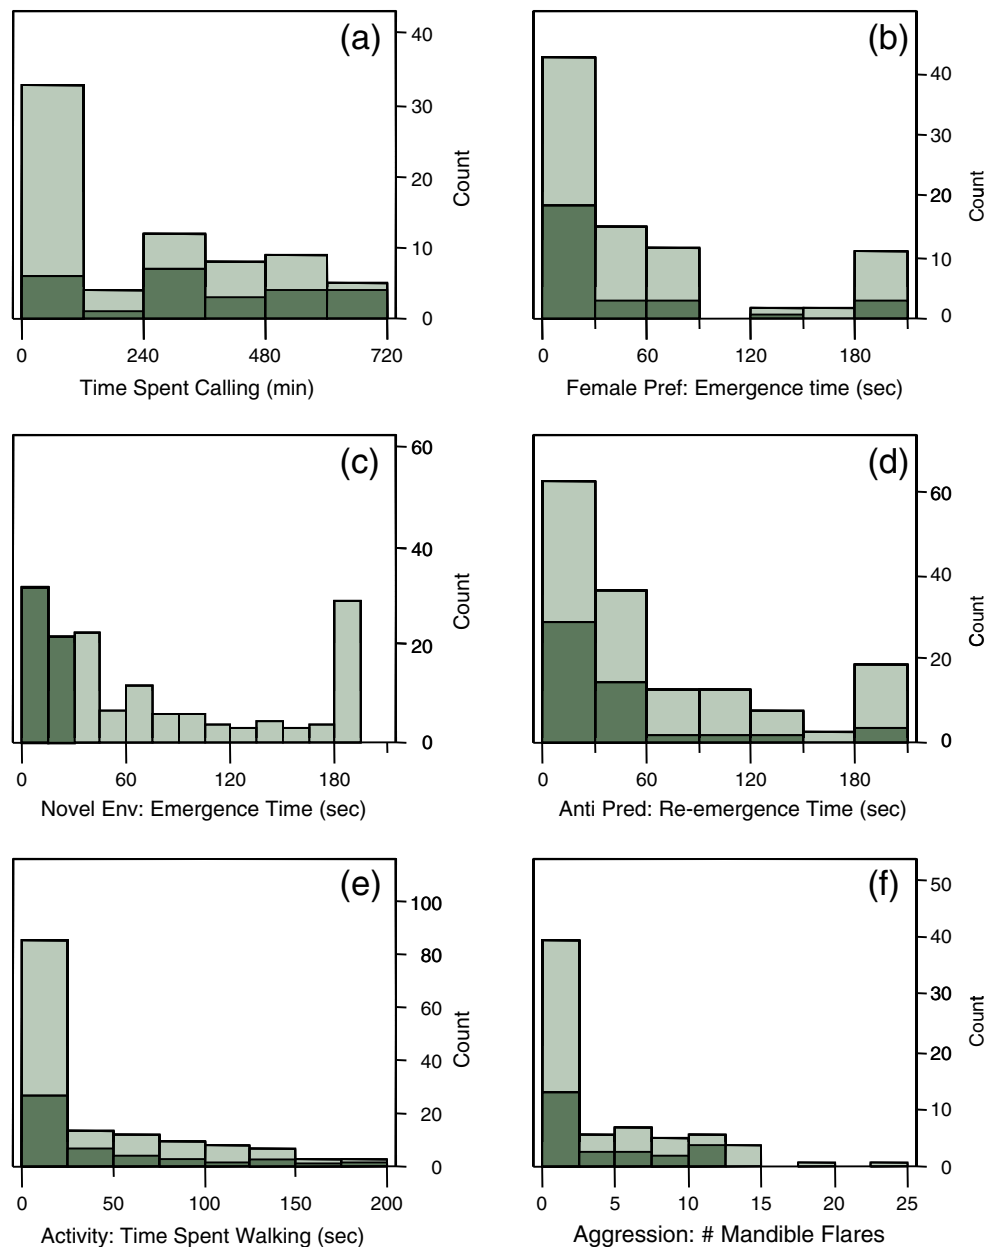 (a)
40
30
20
10
0
Count
0 240 480 720
Time Spent Calling (min)
(b)
40
30
20
10
0
Count
0 60 120 180
Female Pref: Emergence time (sec)
(c)
60
40
20
0
Count
0 60 120 180
Novel Env: Emergence Time (sec)
(d)
60
40
20
0
Count
0 60 120 180
Anti Pred: Re-emergence Time (sec)
(e)
100
80
60
40
20
0
Count
0 50 100 150 200
Activity: Time Spent Walking (sec)
(f)
50
40
30
20
10
0
Count
0 5 10 15 20 25
Aggression: # Mandible Flares